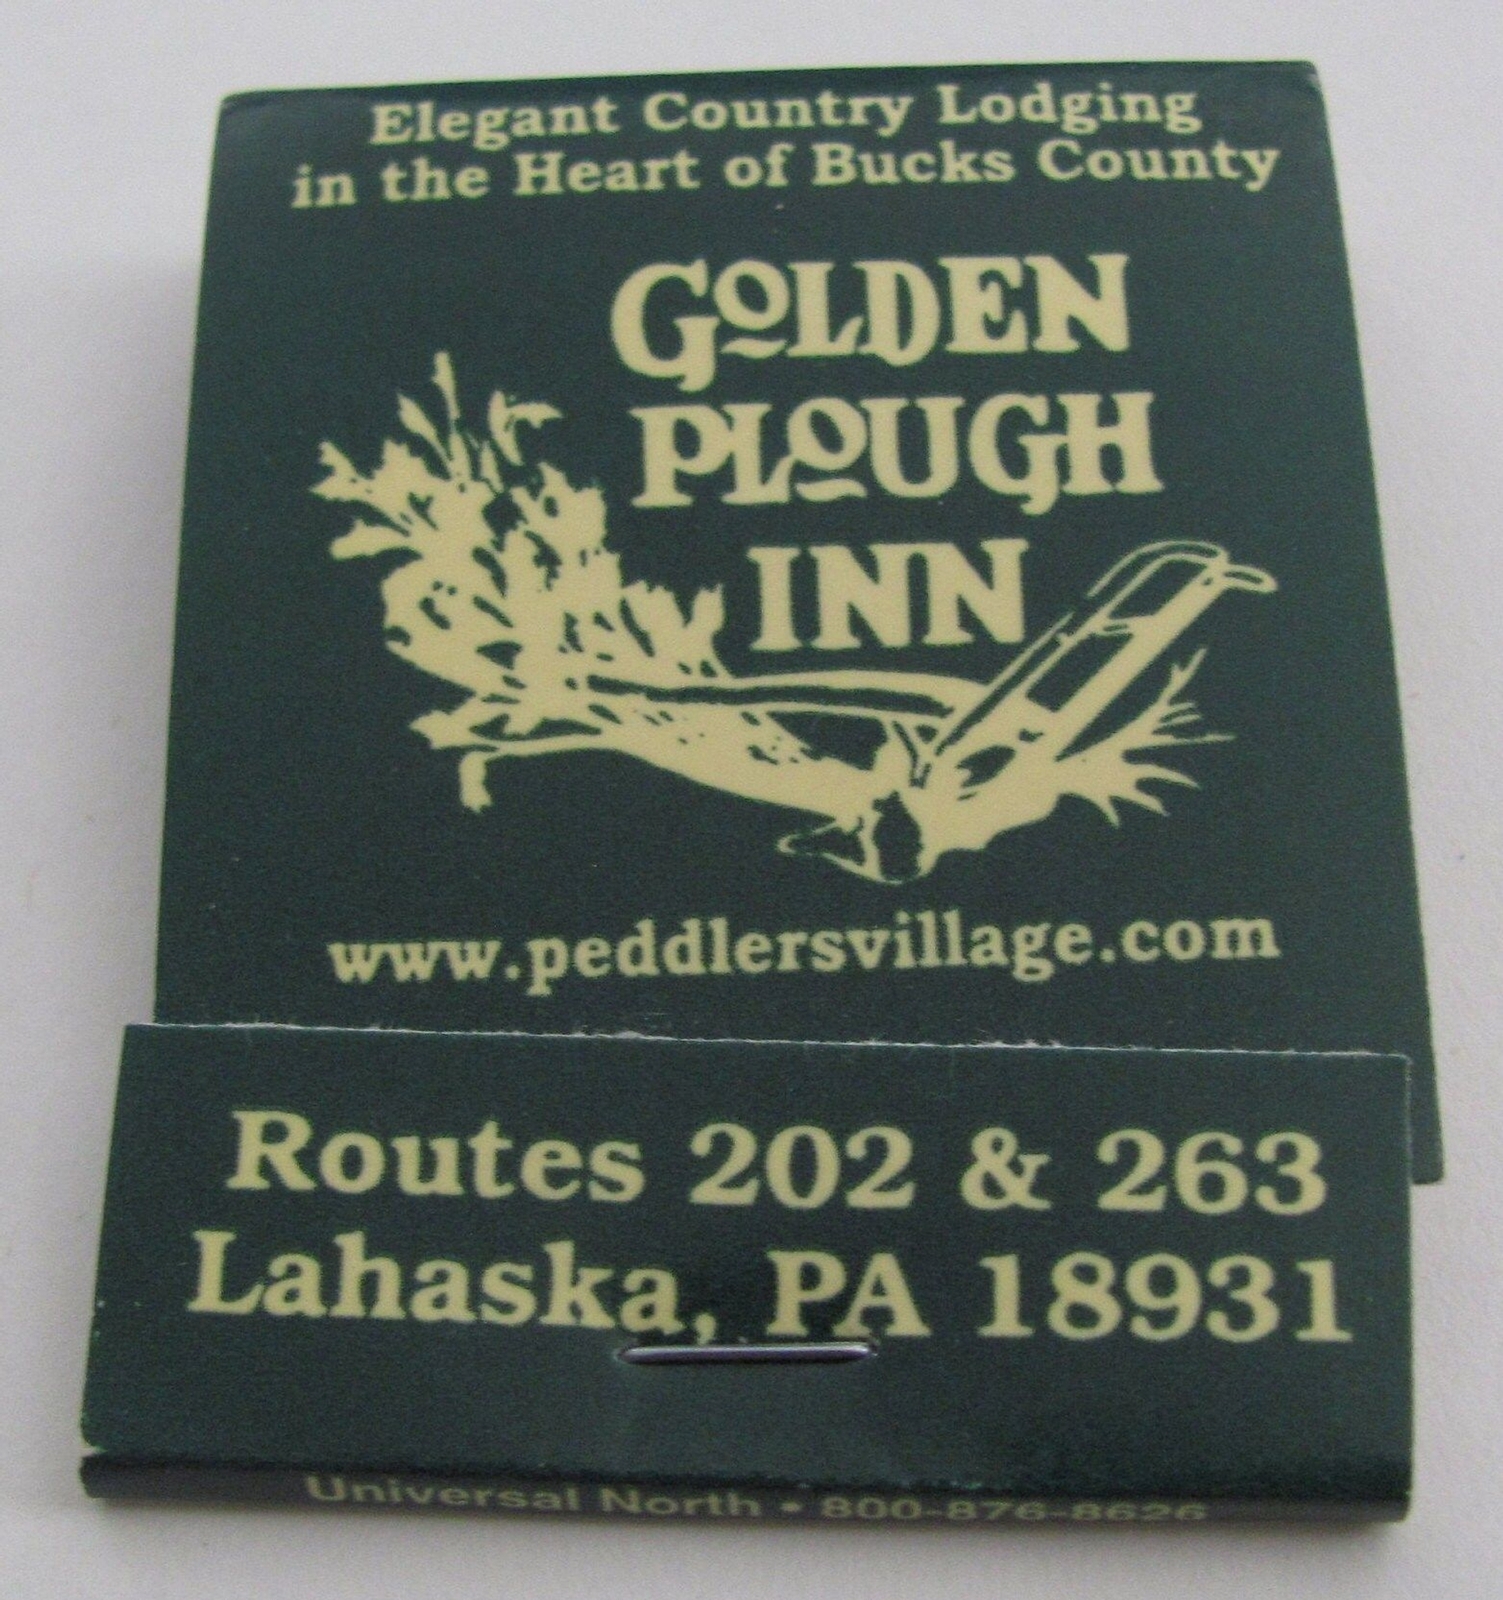 Elegant Country Lodging
in the Heart of Bucks County
GOLDEN
PLOUGH
INN
www.peddlersvillage.com
Routes 202 & 263
Lahaska, PA 18931
Universal North • 800-876-8626